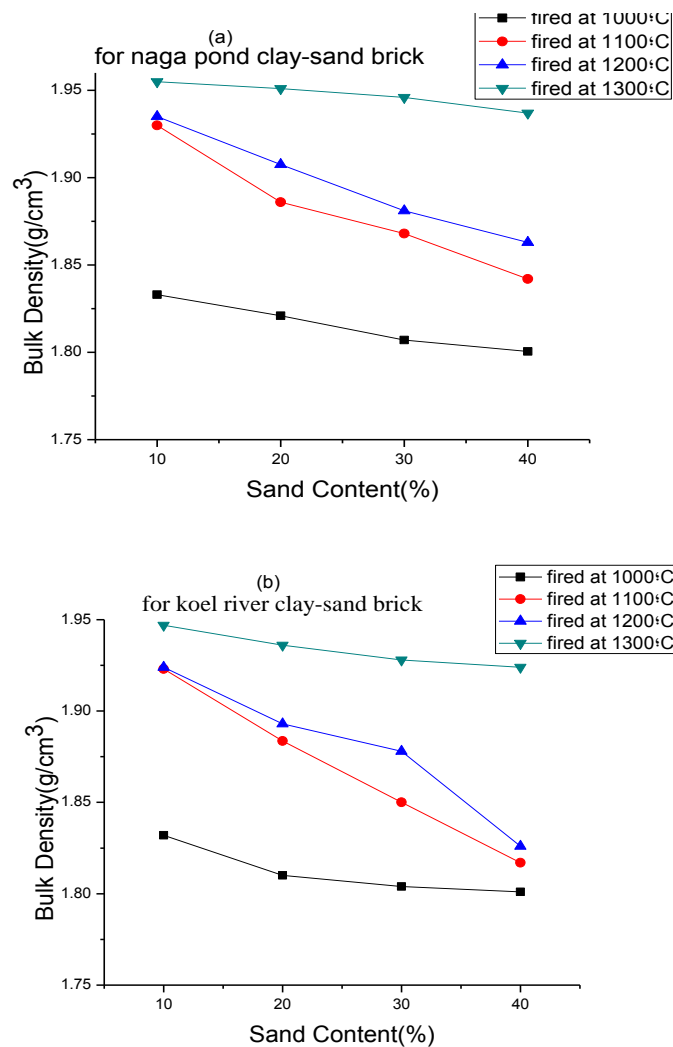 (a)
for naga pond clay-sand brick
fired at 1000°C
fired at 1100°C
fired at 1200°C
fired at 1300°C
1.95
1.90
1.85
1.80
1.75
Bulk Density(g/cm³)
10 20 30 40
Sand Content(%)
(b)
for koel river clay-sand brick
fired at 1000°C
fired at 1100°C
fired at 1200°C
fired at 1300°C
1.95
1.90
1.85
1.80
1.75
Bulk Density(g/cm³)
10 20 30 40
Sand Content(%)